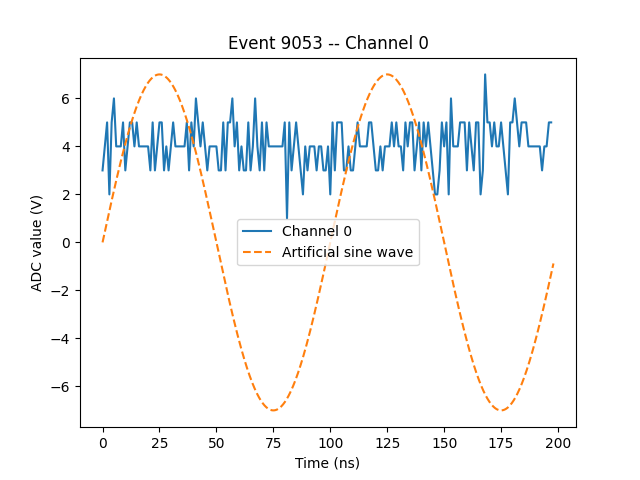 Event 9053 -- Channel 0
ADC value (V)
6
4
2
0
−2
−4
−6
Channel 0
Artificial sine wave
0 25 50 75 100 125 150 175 200
Time (ns)